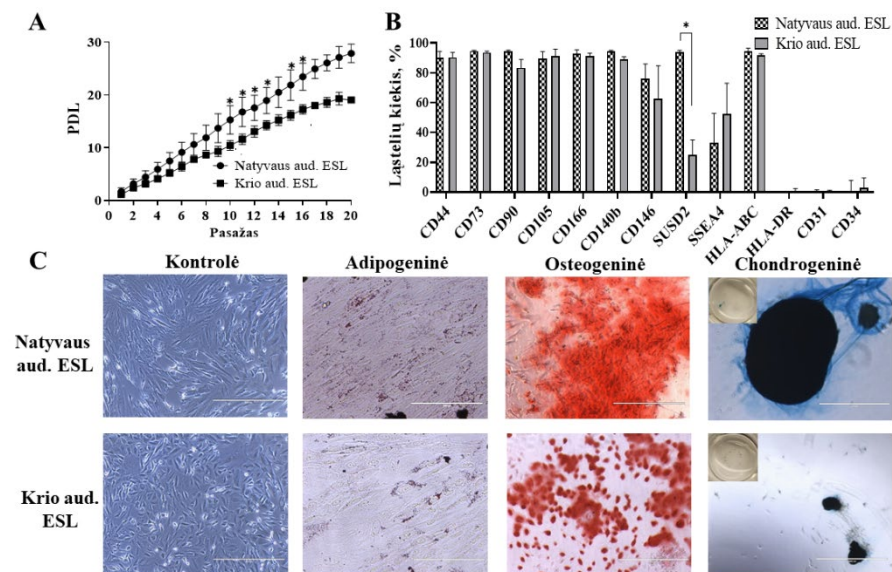 A
30
20
10
0
PDL
* * * * * *
Natyvaus aud. ESL
Krio aud. ESL
0 2 4 6 8 10 12 14 16 18 20
Pasažas
B
Natyvaus aud. ESL
Krio aud. ESL
*
100
80
60
40
20
0
Ląstelių kiekis, %
CD44
CD73
CD90
CD105
CD166
CD140b
CD146
SUSD2
SSEA4
HLA-ABC
HLA-DR
CD31
CD34
C
Kontrolė Adipogeninė Osteogeninė Chondrogeninė
Natyvaus
aud. ESL
Krio aud.
ESL